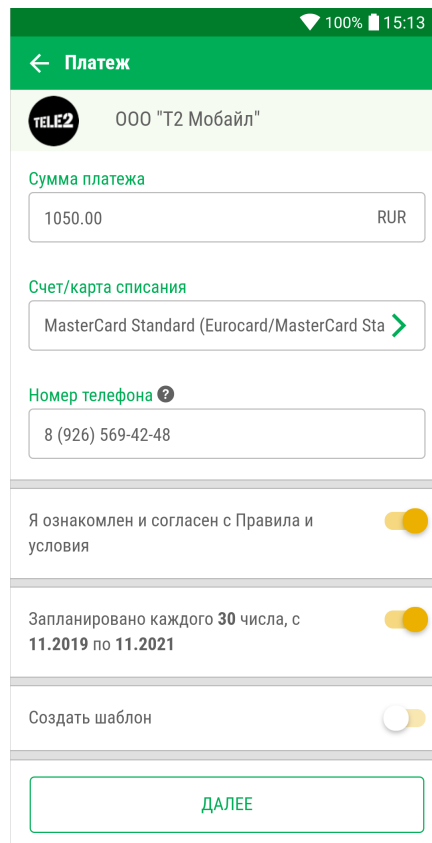 100% 15:13
Платеж
TELE2 ООО "Т2 Мобайл"
Сумма платежа
1050.00 RUR
Счет/карта списания
MasterCard Standard (Eurocard/MasterCard Sta
Номер телефона ?
8 (926) 569-42-48
Я ознакомлен и согласен с Правила и
условия
Запланировано каждого 30 числа, с
11.2019 по 11.2021
Создать шаблон
ДАЛЕЕ